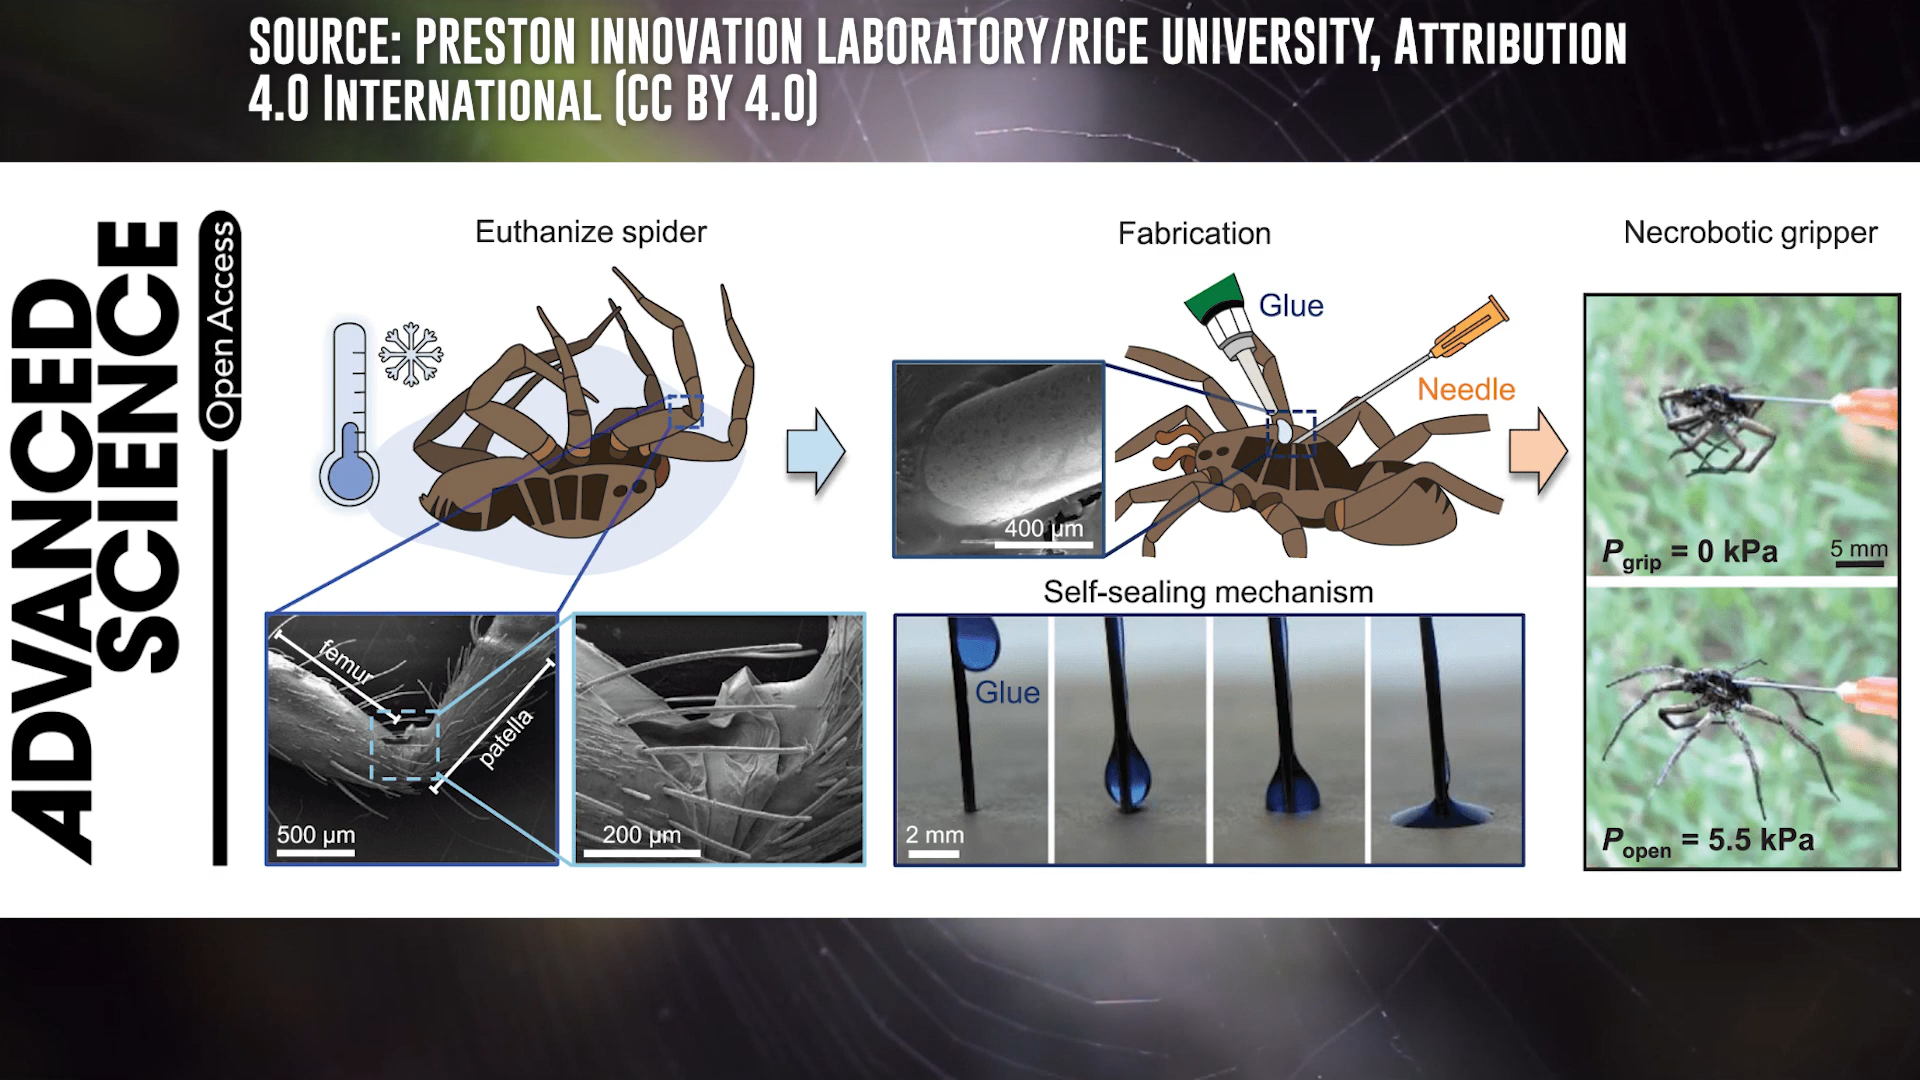 SOURCE: PRESTON INNOVATION LABORATORY/RICE UNIVERSITY, ATTRIBUTION
4.0 INTERNATIONAL (CC BY 4.0)
ADVANCED
SCIENCE
Open Access
Euthanize spider
femur
patella
500 µm
200 µm
Fabrication
Glue
Needle
400 µm
Self-sealing mechanism
Glue
2 mm
Necrobotic gripper
Pgrip = 0 kPa
5 mm
Popen = 5.5 kPa